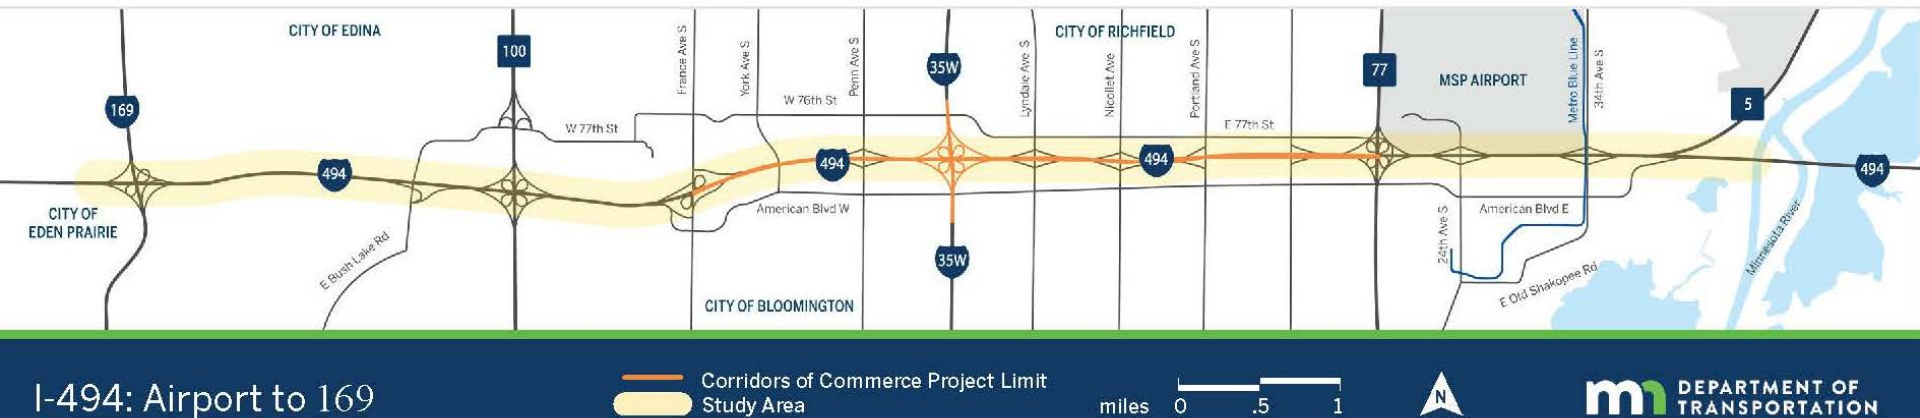 CITY OF EDINA
100
France Ave S
York Ave S
Penn Ave S
35W
Lyndale Ave S
CITY OF RICHFIELD
Nicollet Ave
Portland Ave S
77
MSP AIRPORT
Metro Blue Line
34th Ave S
5
169
W 76th St
W 77th St
E 77th St
494
494
494
494
CITY OF
EDEN PRAIRIE
American Blvd W
American Blvd E
E Bush Lake Rd
35W
24th Ave S
Minnesota River
E Old Shakopee Rd
CITY OF BLOOMINGTON
I-494: Airport to 169
Corridors of Commerce Project Limit
Study Area
miles 0 .5 1
N
mn DEPARTMENT OF
TRANSPORTATION